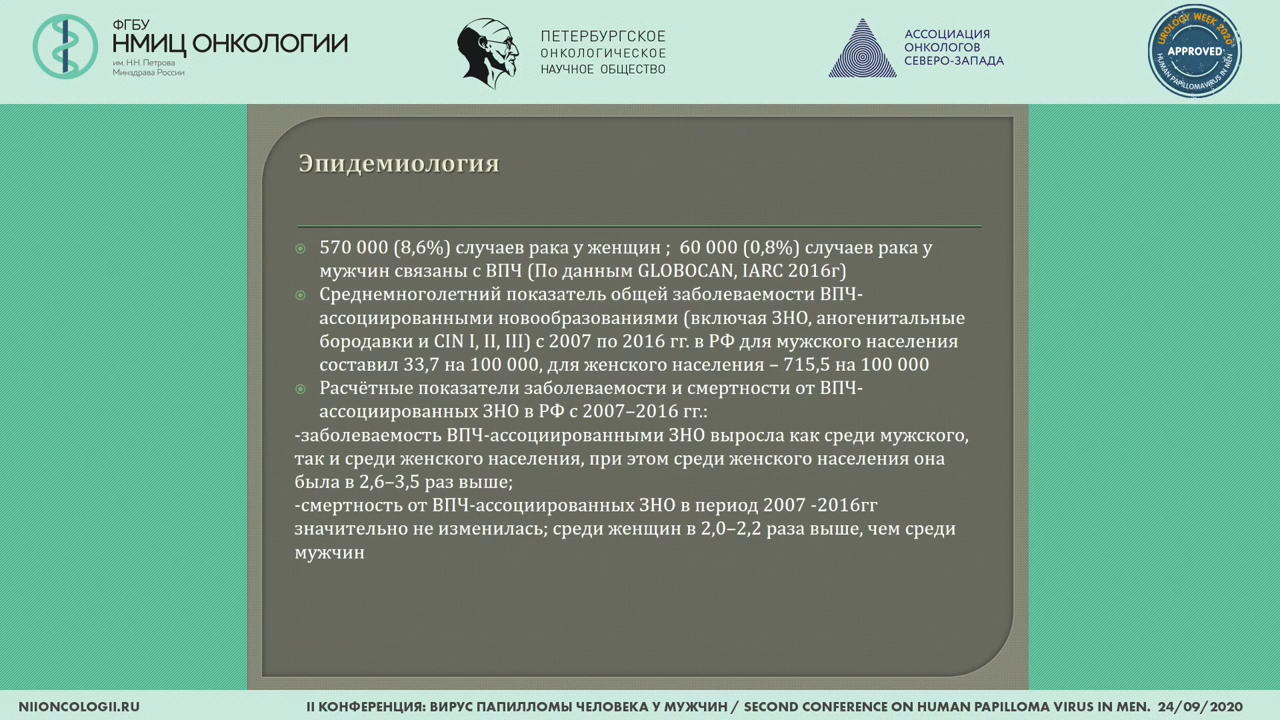 ФГБУ
НМИЦ ОНКОЛОГИИ
им. Н.Н. Петрова
Минздрава России
ПЕТЕРБУРГСКОЕ
ОНКОЛОГИЧЕСКОЕ
НАУЧНОЕ ОБЩЕСТВО
АССОЦИАЦИЯ
ОНКОЛОГОВ
СЕВЕРО-ЗАПАДА
UROLOGY WEEK 2020
APPROVED
HUMAN PAPILLOMAVIRUS IN MEN
Эпидемиология
570 000 (8,6%) случаев рака у женщин ; 60 000 (0,8%) случаев рака у
мужчин связаны с ВПЧ (По данным GLOBOCAN, IARC 2016г)
Среднемноголетний показатель общей заболеваемости ВПЧ-
ассоциированными новообразованиями (включая ЗНО, аногенитальные
бородавки и CIN I, II, III) с 2007 по 2016 гг. в РФ для мужского населения
составил 33,7 на 100 000, для женского населения – 715,5 на 100 000
Расчётные показатели заболеваемости и смертности от ВПЧ-
ассоциированных ЗНО в РФ с 2007–2016 гг.:
-заболеваемость ВПЧ-ассоциированными ЗНО выросла как среди мужского,
так и среди женского населения, при этом среди женского населения она
была в 2,6–3,5 раз выше;
-смертность от ВПЧ-ассоциированных ЗНО в период 2007 -2016гг
значительно не изменилась; среди женщин в 2,0–2,2 раза выше, чем среди
мужчин
NIIONCOLOGII.RU
II КОНФЕРЕНЦИЯ: ВИРУС ПАПИЛЛОМЫ ЧЕЛОВЕКА У МУЖЧИН / SECOND CONFERENCE ON HUMAN PAPILLOMA VIRUS IN MEN. 24/09/2020